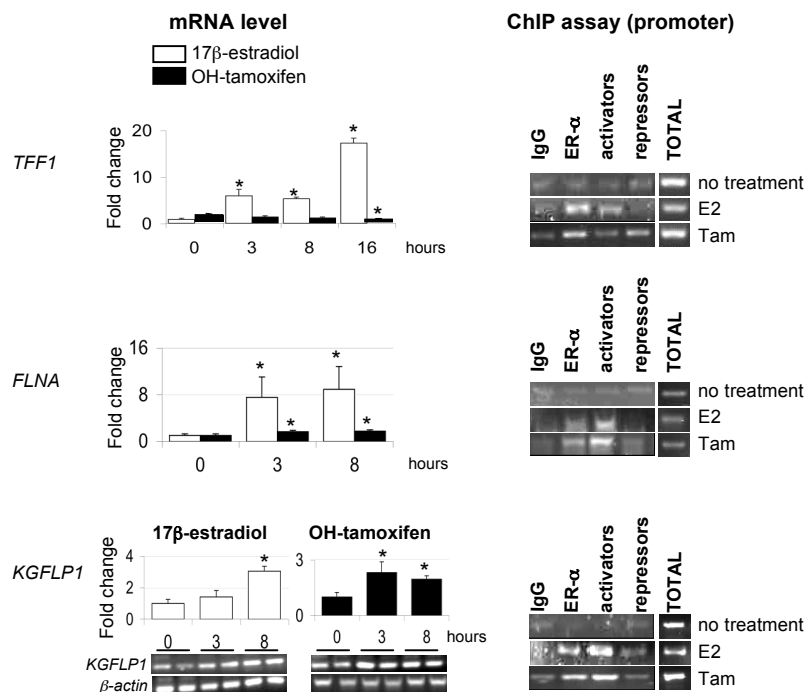 mRNA level
ChIP assay (promoter)
17β-estradiol
OH-tamoxifen
TFF1
Fold change
20
10
0
* * * *
0 3 8 16 hours
IgG ER-α activators repressors TOTAL
no treatment
E2
Tam
FLNA
Fold change
16
8
0
* * * *
0 3 8 hours
IgG ER-α activators repressors TOTAL
no treatment
E2
Tam
KGFLP1
17β-estradiol OH-tamoxifen
Fold change
4
2
0
*
3
0
* *
0 3 8 0 3 8 hours
KGFLP1
β-actin
IgG ER-α activators repressors TOTAL
no treatment
E2
Tam